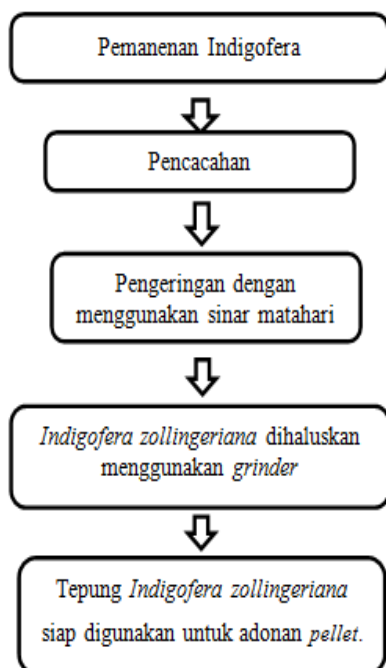 Pemanenan Indigofera
Pencacahan
Pengeringan dengan
menggunakan sinar matahari
Indigofera zollingeriana dihaluskan
menggunakan grinder
Tepung Indigofera zollingeriana
siap digunakan untuk adonan pellet.